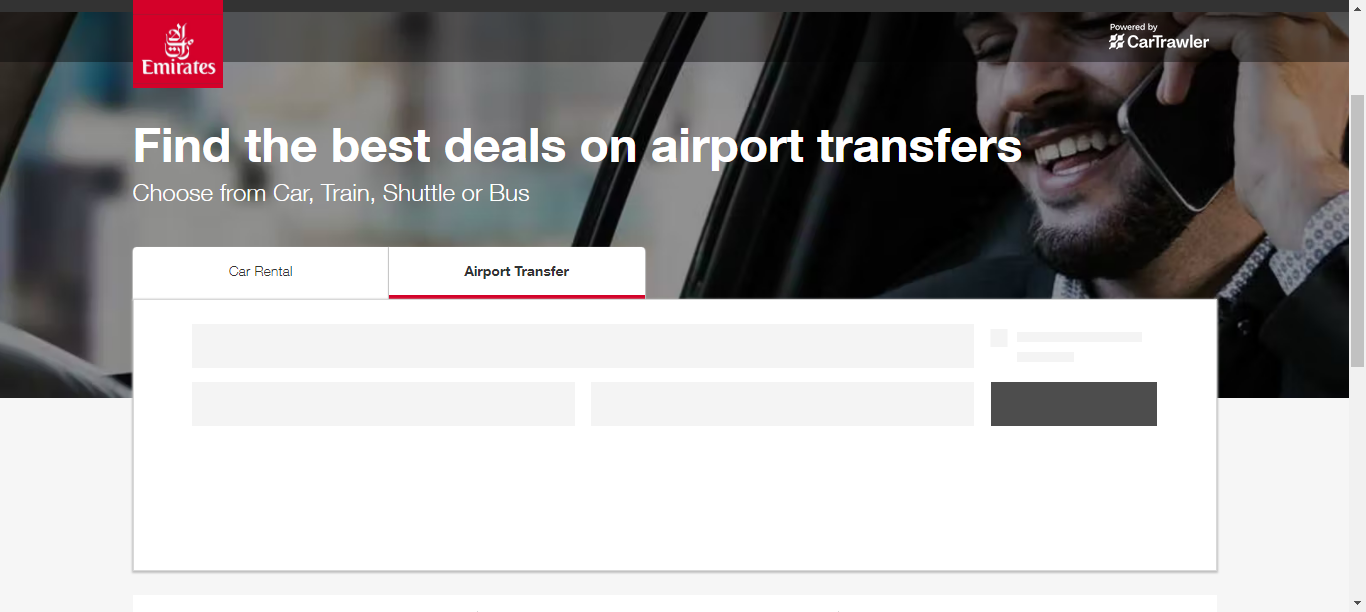 Powered by
CarTrawler
Emirates
Find the best deals on airport transfers
Choose from Car, Train, Shuttle or Bus
Car Rental
Airport Transfer